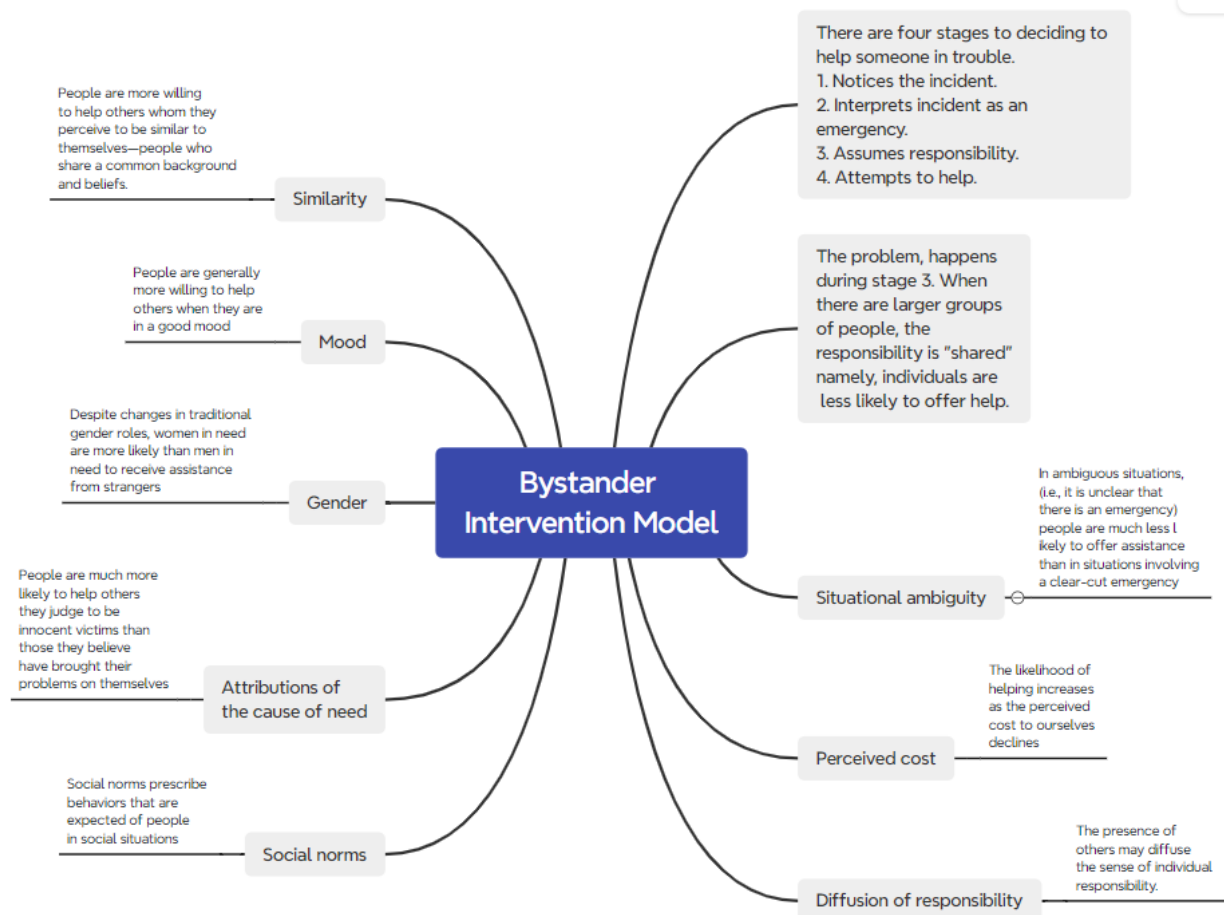 Bystander
Intervention Model
There are four stages to deciding to
help someone in trouble.
1. Notices the incident.
2. Interprets incident as an
emergency.
3. Assumes responsibility.
4. Attempts to help.
The problem, happens
during stage 3. When
there are larger groups
of people, the
responsibility is "shared"
namely, individuals are
less likely to offer help.
Situational ambiguity
In ambiguous situations,
(i.e., it is unclear that
there is an emergency)
people are much less l
ikely to offer assistance
than in situations involving
a clear-cut emergency
Perceived cost
The likelihood of
helping increases
as the perceived
cost to ourselves
declines
Diffusion of responsibility
The presence of
others may diffuse
the sense of individual
responsibility.
Similarity
People are more willing
to help others whom they
perceive to be similar to
themselves—people who
share a common background
and beliefs.
Mood
People are generally
more willing to help
others when they are
in a good mood
Gender
Despite changes in traditional
gender roles, women in need
are more likely than men in
need to receive assistance
from strangers
Attributions of
the cause of need
People are much more
likely to help others
they judge to be
innocent victims than
those they believe
have brought their
problems on themselves
Social norms
Social norms prescribe
behaviors that are
expected of people
in social situations